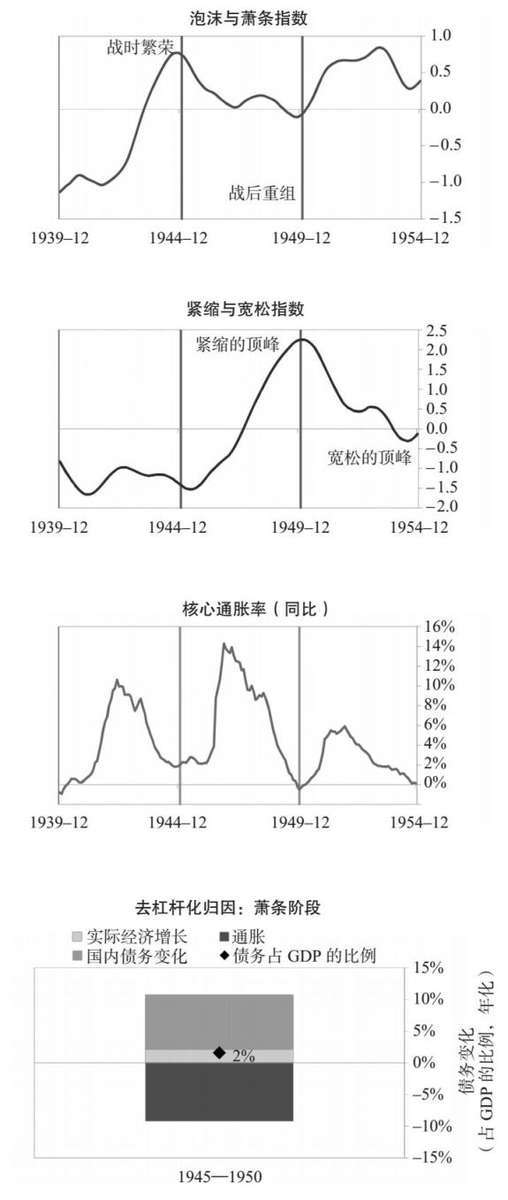 泡沫与萧条指数
战时繁荣
1.0
0.5
0.0
−0.5
战后重组
−1.0
−1.5
1939–12 1944–12 1949–12 1954–12
紧缩与宽松指数
紧缩的顶峰
2.5
2.0
1.5
1.0
0.5
0.0
−0.5
宽松的顶峰
−1.0
−1.5
−2.0
1939–12 1944–12 1949–12 1954–12
核心通胀率（同比）
16%
14%
12%
10%
8%
6%
4%
2%
0%
1939–12 1944–12 1949–12 1954–12
去杠杆化归因：萧条阶段
实际经济增长 通胀
国内债务变化 债务占 GDP 的比例
15%
10%
5%
2%
0%
−5%
−10%
−15%
债务变化
（占 GDP 的比例，年化）
1945—1950